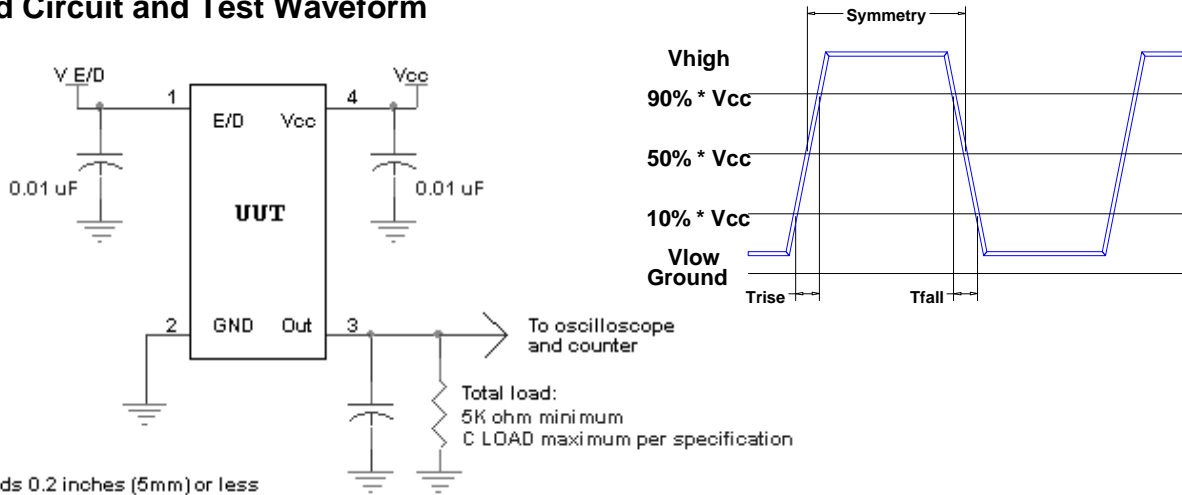 d Circuit and Test Waveform
V E/D
Vcc
1
4
E/D
Vcc
0.01 uF
0.01 uF
UUT
2
GND
Out
3
To oscilloscope
and counter
Total load:
5K ohm minimum
C LOAD maximum per specification
ds 0.2 inches (5mm) or less
Symmetry
Vhigh
90% * Vcc
50% * Vcc
10% * Vcc
Vlow
Ground
Trise
Tfall